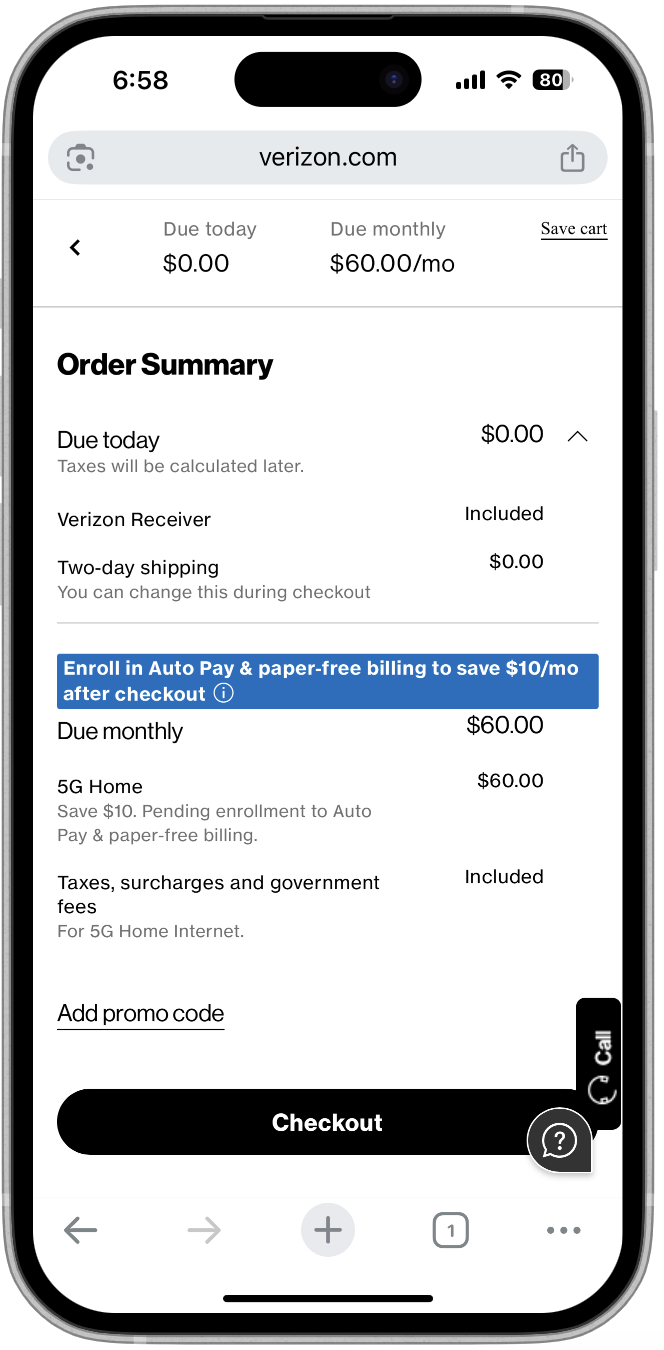 6:58
80
verizon.com
Due today
$0.00
Due monthly
$60.00/mo
Save cart
Order Summary
Due today
$0.00
Taxes will be calculated later.
Verizon Receiver
Included
Two-day shipping
$0.00
You can change this during checkout
Enroll in Auto Pay & paper-free billing to save $10/mo
after checkout
Due monthly
$60.00
5G Home
$60.00
Save $10. Pending enrollment to Auto
Pay & paper-free billing.
Taxes, surcharges and government
fees
Included
For 5G Home Internet.
Add promo code
Call
Checkout
?
1